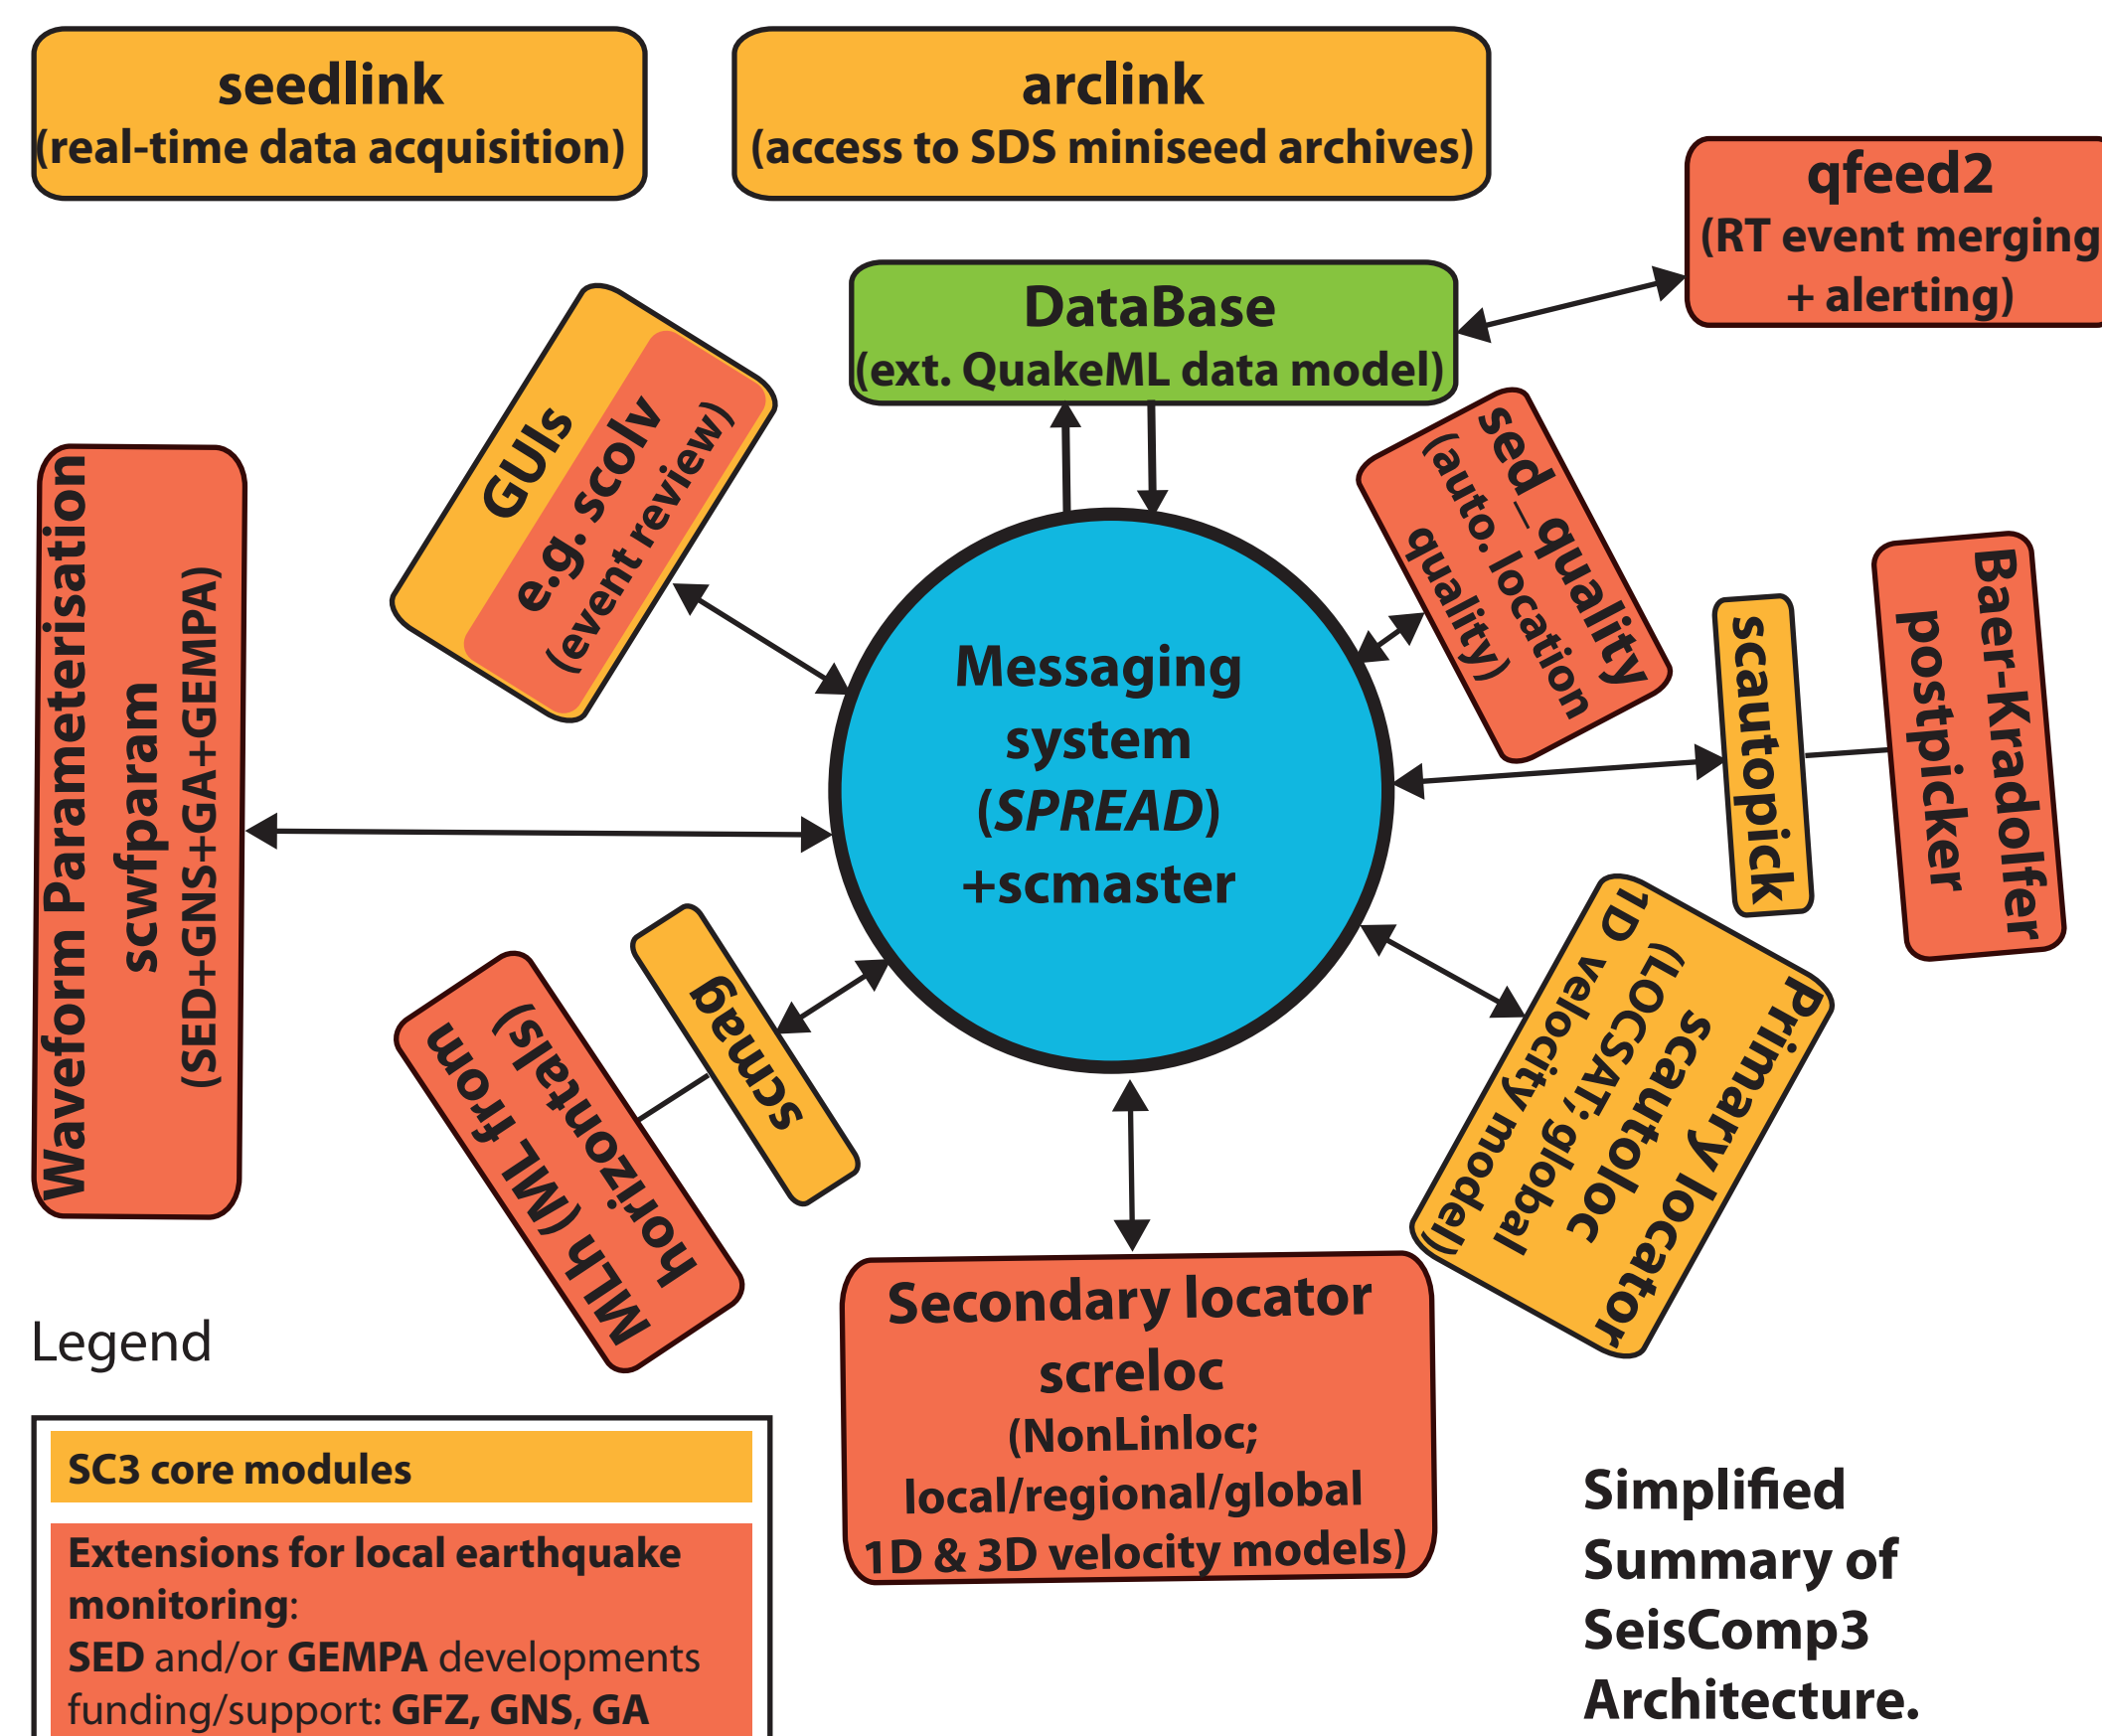 seedlink
(real-time data acquisition)
arclink
(access to SDS miniseed archives)
qfeed2
(RT event merging
+ alerting)
DataBase
(ext. QuakeML data model)
GUIs
e.g. scolv
(event review)
sed_quality
(auto. location
quality)
Waveform Parameterisation
scwfparam
(SED+GNS+GA+GEMPA)
Messaging
system
(SPREAD)
+scmaster
scautopick
Baer-Kradolfer
postpicker
scmag
MLh (ML from
horizontals)
Primary locator
scautoloc
(LOCSAT; global
1D velocity model)
Secondary locator
screloc
(NonLinloc;
local/regional/global
1D & 3D velocity models)
Legend
SC3 core modules
Extensions for local earthquake
monitoring:
SED and/or GEMPA developments
funding/support: GFZ, GNS, GA
Simplified
Summary of
SeisComp3
Architecture.